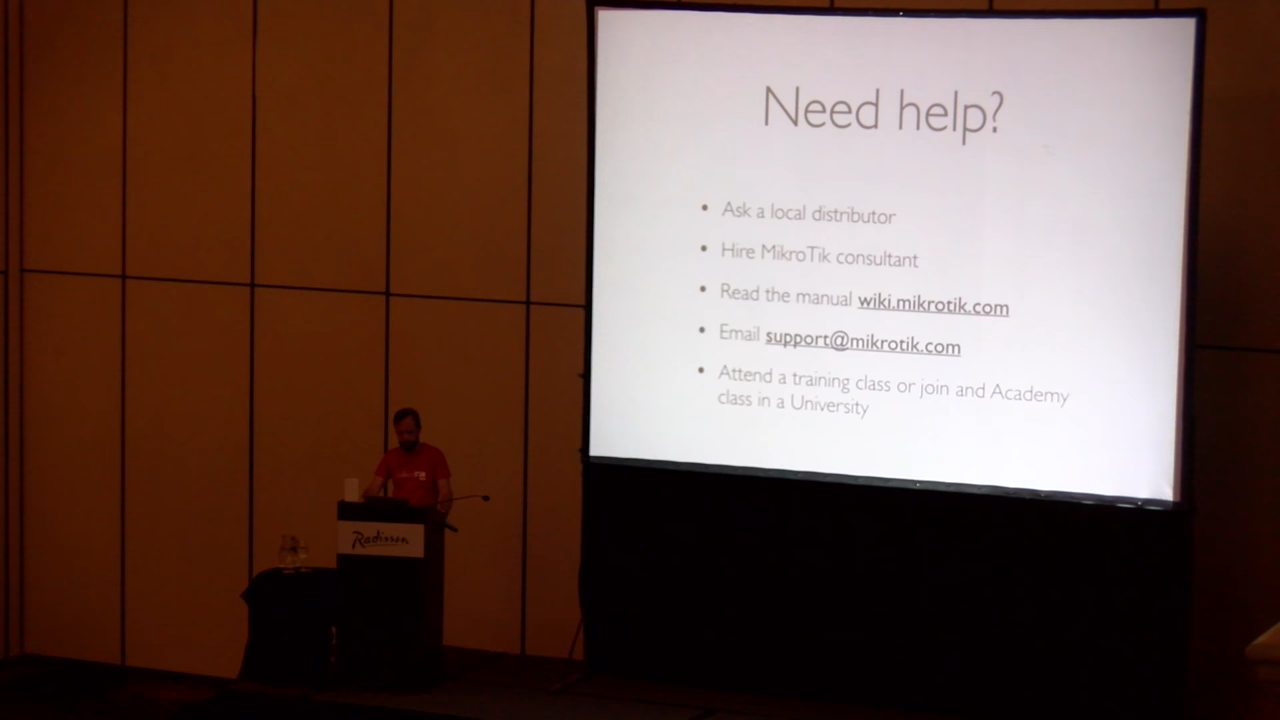 Need help?
• Ask a local distributor
• Hire MikroTik consultant
• Read the manual wiki.mikrotik.com
• Email support@mikrotik.com
• Attend a training class or join and Academy
class in a University
Radisson